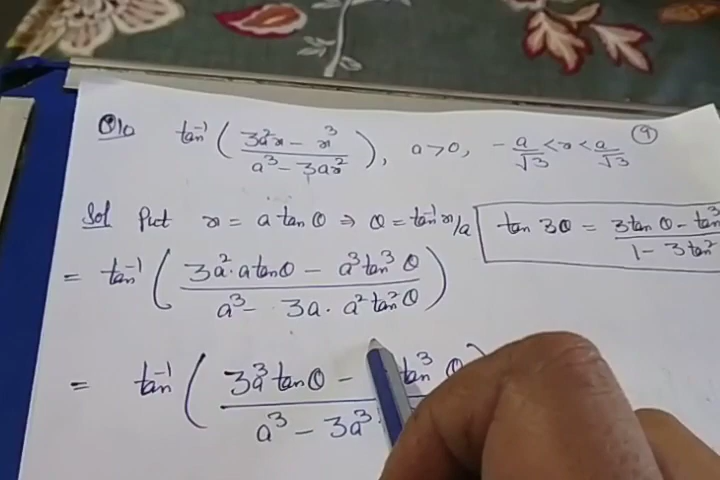 Q10 tan⁻¹ ( (3a²x − x³) / (a³ − 3ax²) ), a>0, −a/√3 < x < a/√3 (9)
Sol Put x = a tan θ ⇒ θ = tan⁻¹ x/a
tan 3θ = (3 tan θ − tan³ / (1 − 3 tan²
= tan⁻¹ ( (3a²·a tan θ − a³ tan³ θ) / (a³ − 3a·a² tan² θ) )
= tan⁻¹ ( (3a³ tan θ − tan³ θ) / (a³ − 3a³·